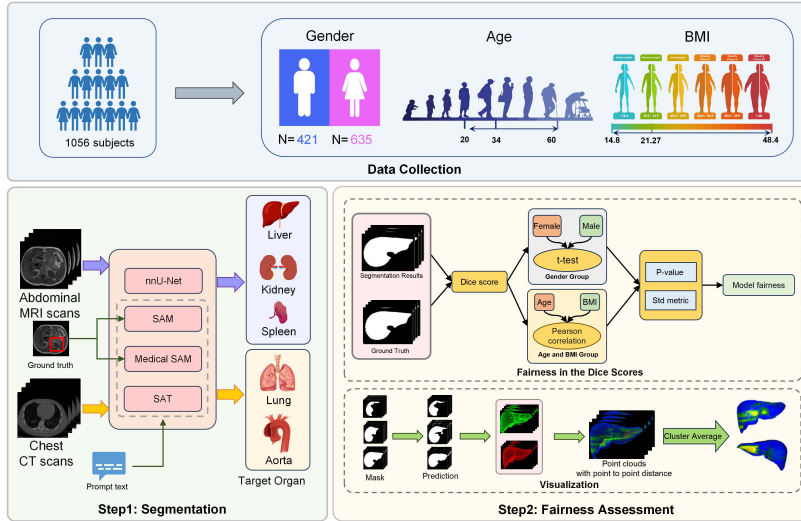 Gender
Age
BMI
1056 subjects
N= 421
N= 635
20
34
60
14.8
21.27
48.4
Data Collection
Abdominal
MRI scans
Ground truth
Chest
CT scans
Prompt text
nnU-Net
SAM
Medical SAM
SAT
Liver
Kidney
Spleen
Lung
Aorta
Target Organ
Step1: Segmentation
Segmentation Results
Ground Truth
Dice score
Female
Male
t-test
Gender Group
Age
BMI
Pearson
correlation
Age and BMI Group
P-value
Std metric
Model fairness
Fairness in the Dice Scores
Mask
Prediction
Point clouds
with point to point distance
Cluster Average
Visualization
Step2: Fairness Assessment